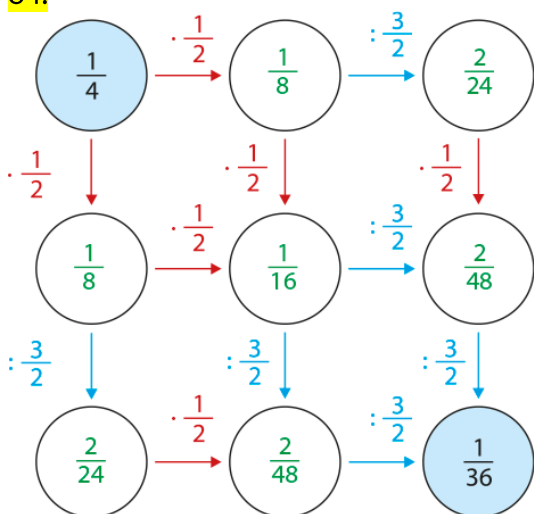 · 1/2 : 3/2
1/4 1/8 2/24
· 1/2 · 1/2 · 1/2
· 1/2 : 3/2
1/8 1/16 2/48
: 3/2 : 3/2 : 3/2
· 1/2 : 3/2
2/24 2/48 1/36